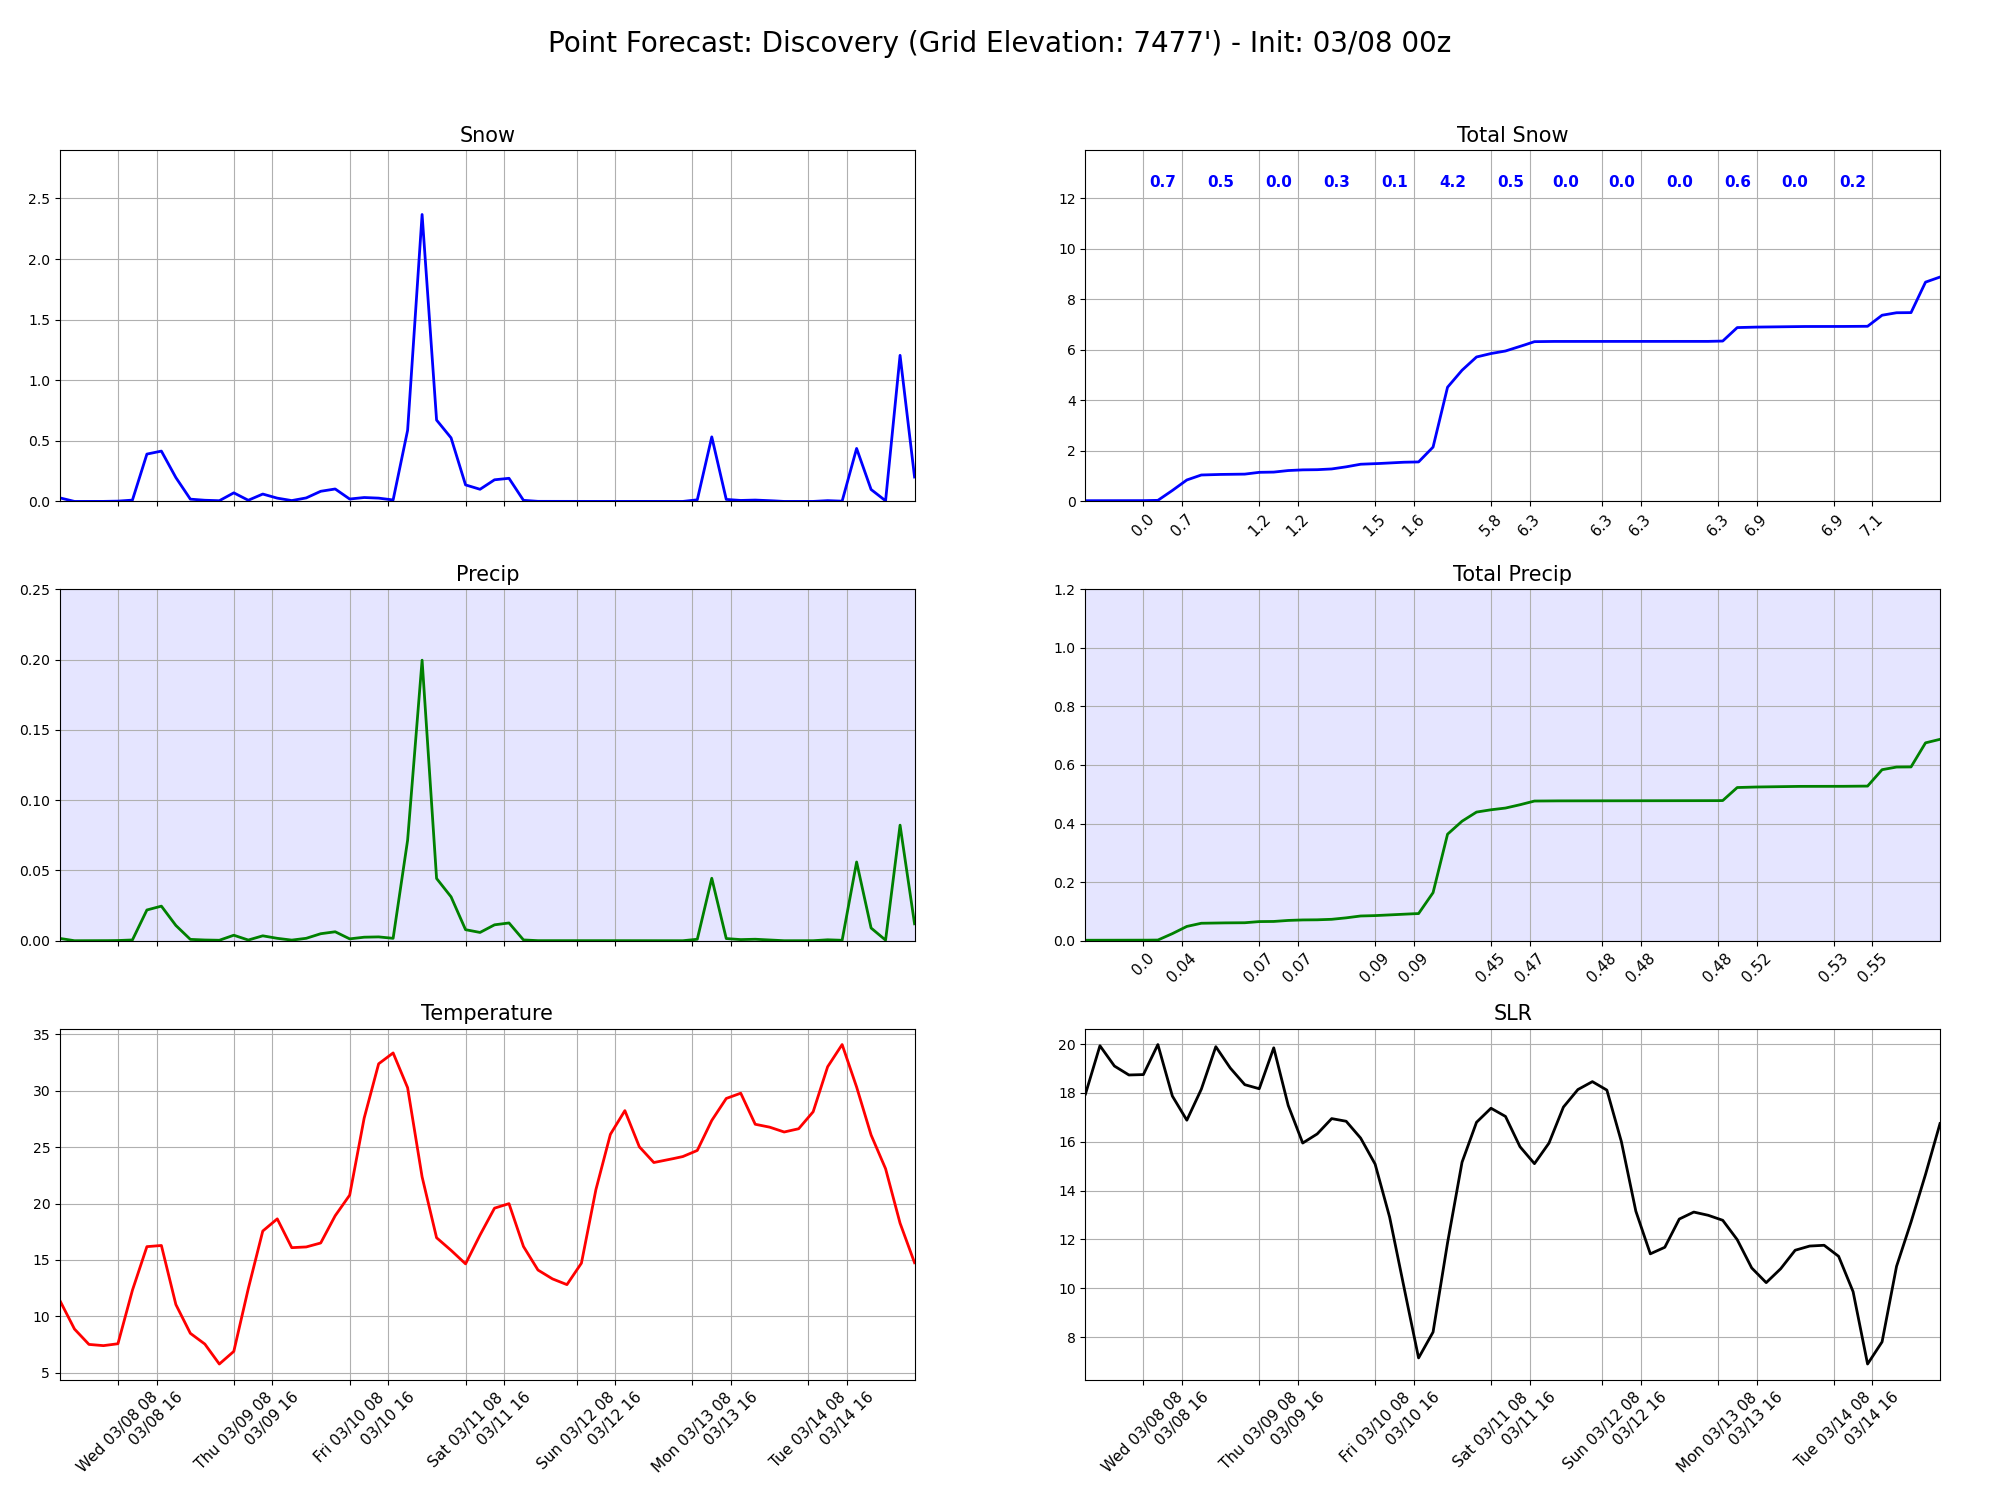 Point Forecast: Discovery (Grid Elevation: 7477') - Init: 03/08 00z
Snow
2.5
2.0
1.5
1.0
0.5
0.0
Total Snow
0.7 0.5 0.0 0.3 0.1 4.2 0.5 0.0 0.0 0.0 0.6 0.0 0.2
12
10
8
6
4
2
0
0.0 0.7 1.2 1.2 1.5 1.6 5.8 6.3 6.3 6.3 6.3 6.9 6.9 7.1
Precip
0.25
0.20
0.15
0.10
0.05
0.00
Total Precip
1.2
1.0
0.8
0.6
0.4
0.2
0.0
0.0 0.04 0.07 0.07 0.09 0.09 0.45 0.47 0.48 0.48 0.48 0.52 0.53 0.55
Temperature
35
30
25
20
15
10
5
Wed 03/08 08
03/08 16
Thu 03/09 08
03/09 16
Fri 03/10 08
03/10 16
Sat 03/11 08
03/11 16
Sun 03/12 08
03/12 16
Mon 03/13 08
03/13 16
Tue 03/14 08
03/14 16
SLR
20
18
16
14
12
10
8
Wed 03/08 08
03/08 16
Thu 03/09 08
03/09 16
Fri 03/10 08
03/10 16
Sat 03/11 08
03/11 16
Sun 03/12 08
03/12 16
Mon 03/13 08
03/13 16
Tue 03/14 08
03/14 16